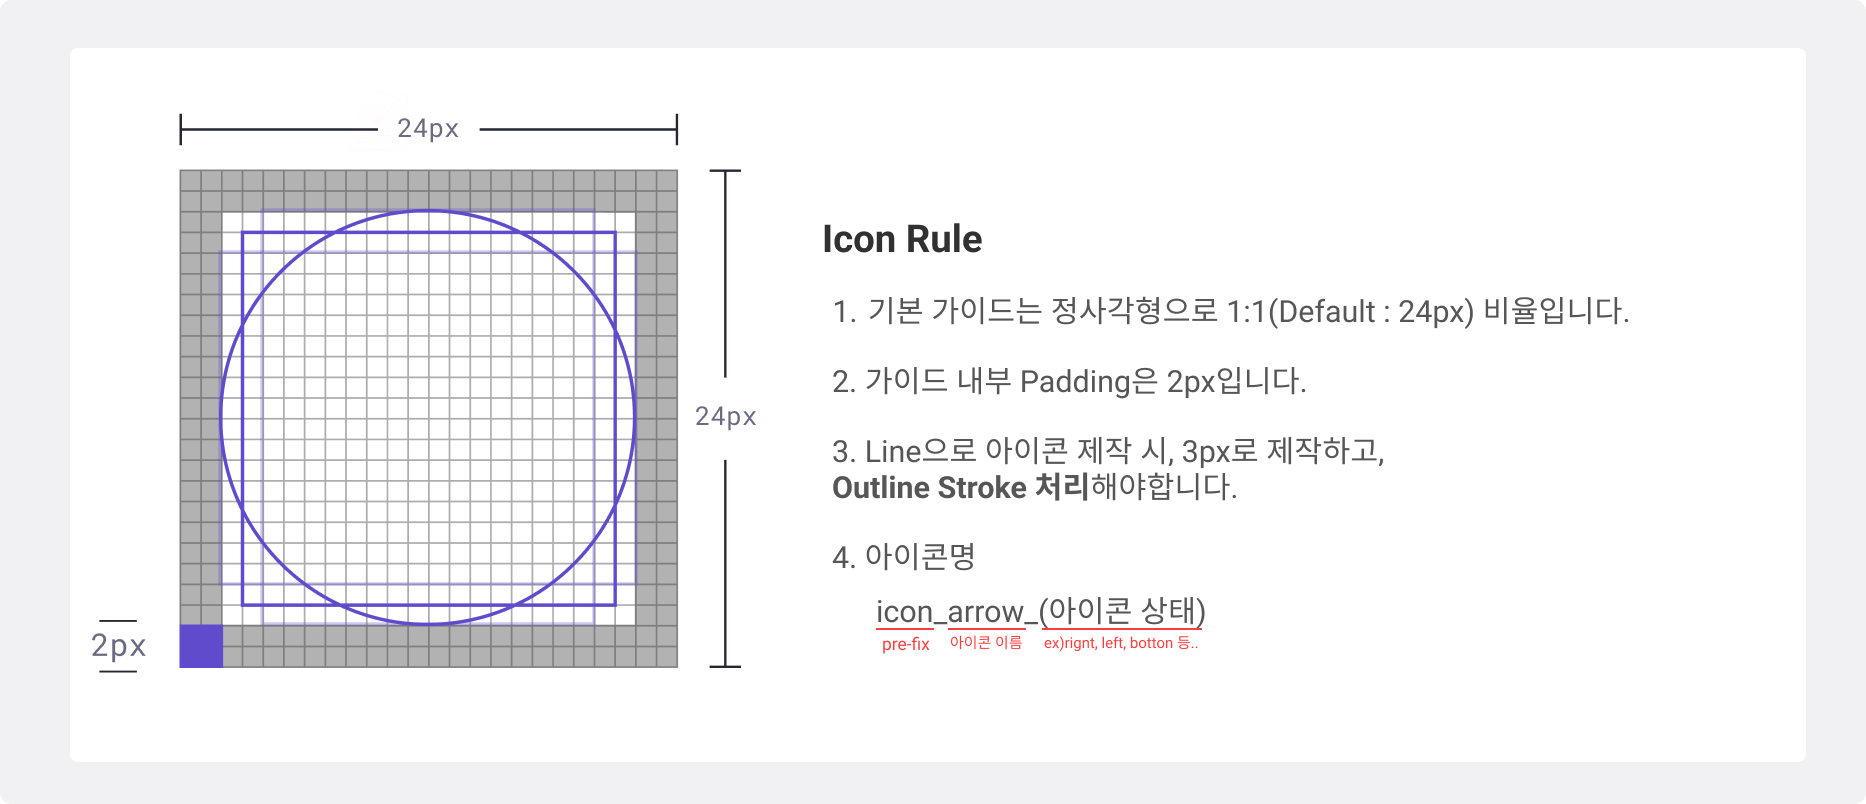 24px
24px
2px
Icon Rule
1. 기본 가이드는 정사각형으로 1:1(Default : 24px) 비율입니다.
2. 가이드 내부 Padding은 2px입니다.
3. Line으로 아이콘 제작 시, 3px로 제작하고,
Outline Stroke 처리해야합니다.
4. 아이콘명
icon_arrow_(아이콘 상태)
pre-fix 아이콘 이름 ex)rignt, left, botton 등..